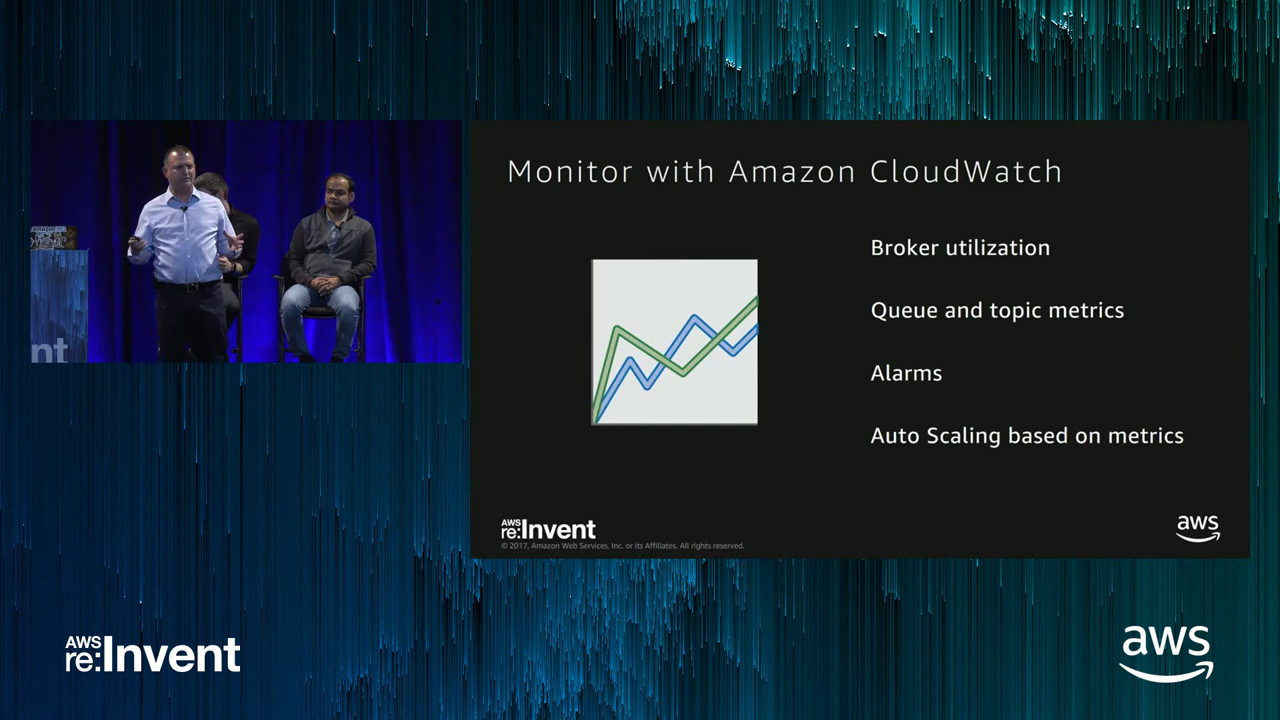 Monitor with Amazon CloudWatch
Broker utilization
Queue and topic metrics
Alarms
Auto Scaling based on metrics
AWS
re:Invent
© 2017, Amazon Web Services, Inc. or its Affiliates. All rights reserved.
aws
nt
AWS
re:Invent
aws